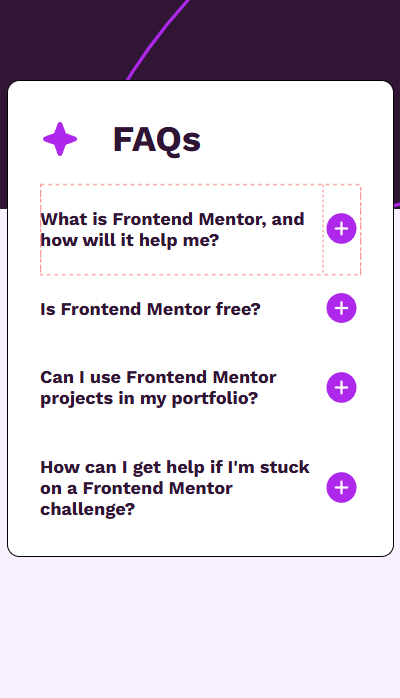 FAQs
What is Frontend Mentor, and
how will it help me?
Is Frontend Mentor free?
Can I use Frontend Mentor
projects in my portfolio?
How can I get help if I'm stuck
on a Frontend Mentor
challenge?